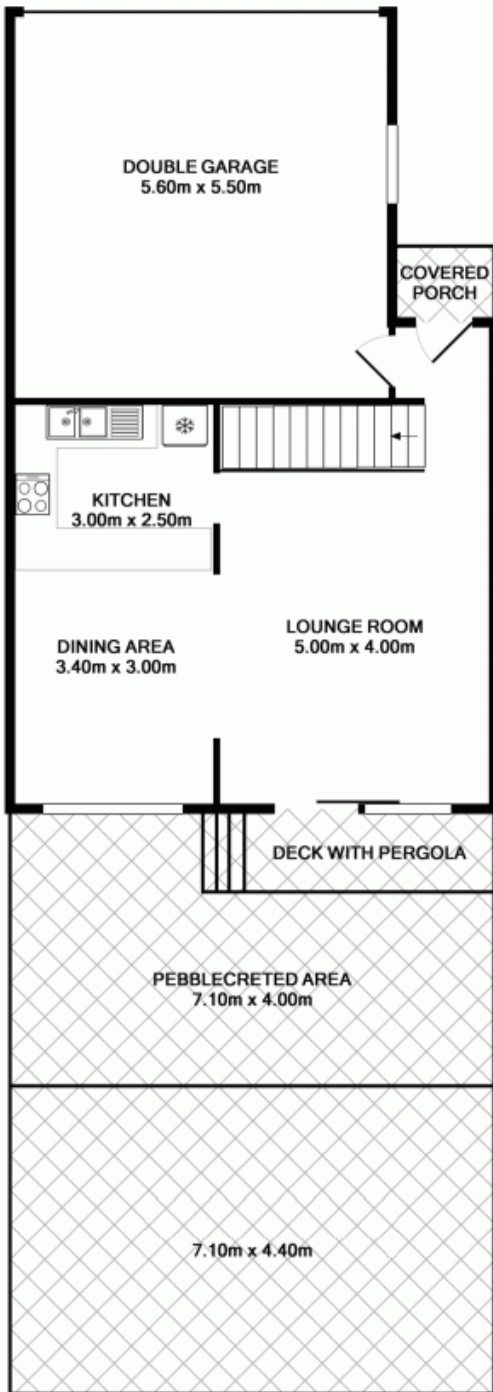 DOUBLE GARAGE
5.60m x 5.50m
COVERED
PORCH
KITCHEN
3.00m x 2.50m
LOUNGE ROOM
5.00m x 4.00m
DINING AREA
3.40m x 3.00m
DECK WITH PERGOLA
PEBBLECRETED AREA
7.10m x 4.00m
7.10m x 4.40m